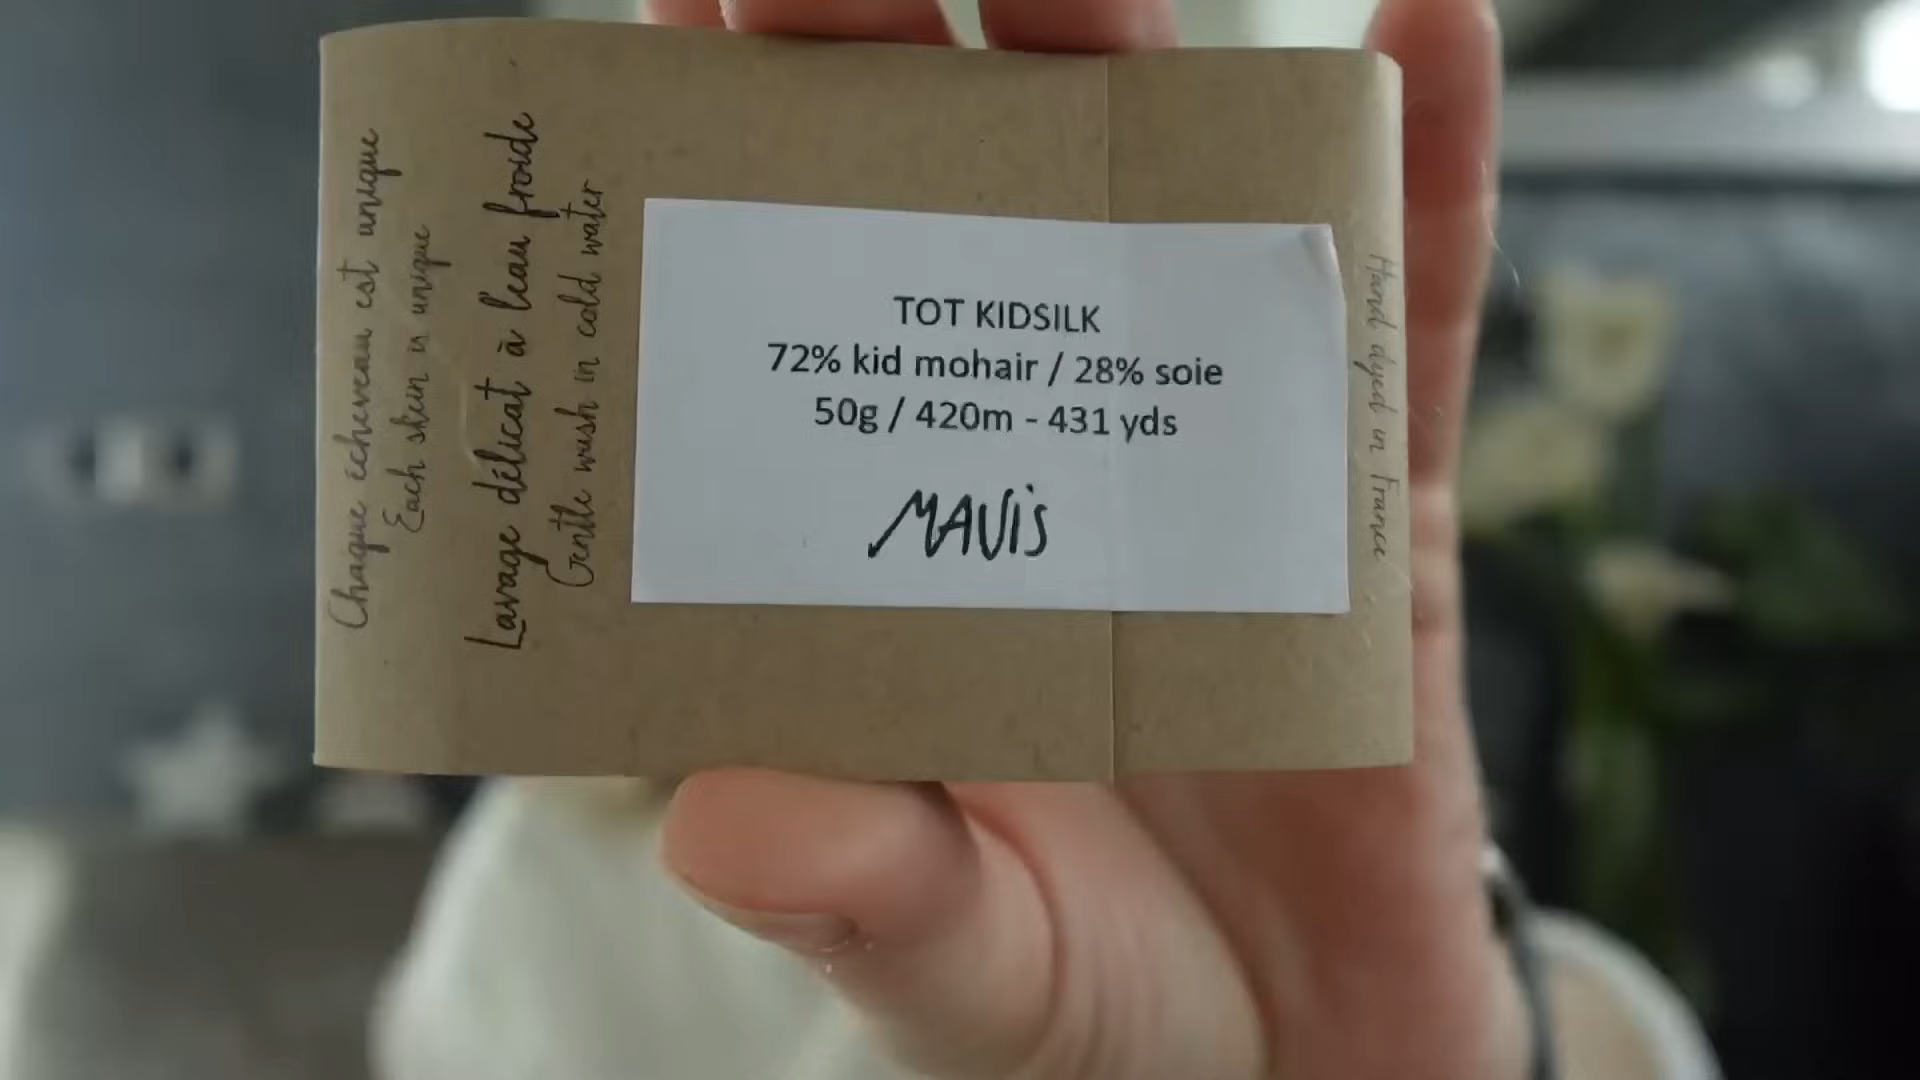 Chaque écheveau est unique
Each skein is unique
Lavage délicat à l'eau froide
Gentle wash in cold water
TOT KIDSILK
72% kid mohair / 28% soie
50g / 420m - 431 yds
MAViS
Hand dyed in France